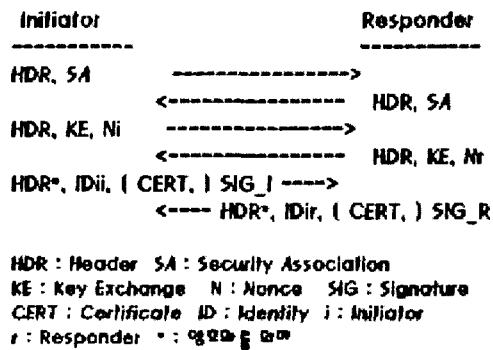 Initiator Responder
----------- -----------
HDR, SA -------------------->
<-------------------- HDR, SA
HDR, KE, Ni -------------------->
<-------------------- HDR, KE, Nr
HDR*, IDii, [ CERT, ] SIG_I ---->
<---- HDR*, IDir, [ CERT, ] SIG_R
HDR : Header SA : Security Association
KE : Key Exchange N : Nonce SIG : Signature
CERT : Certificate ID : Identity i : Initiator
r : Responder * :